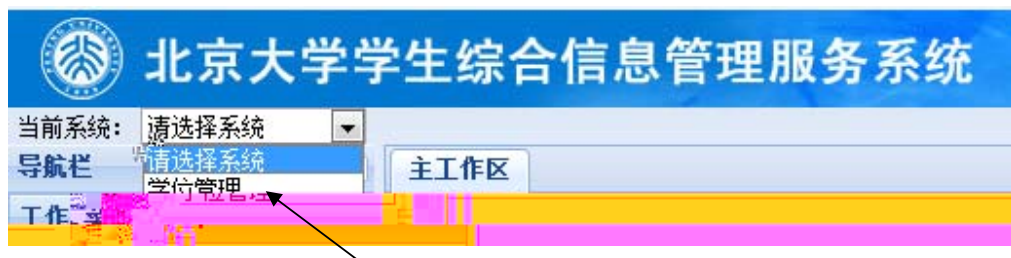 北京大学学生综合信息管理服务系统
当前系统： 请选择系统
导航栏 请选择系统 主工作区
学位管理
工作